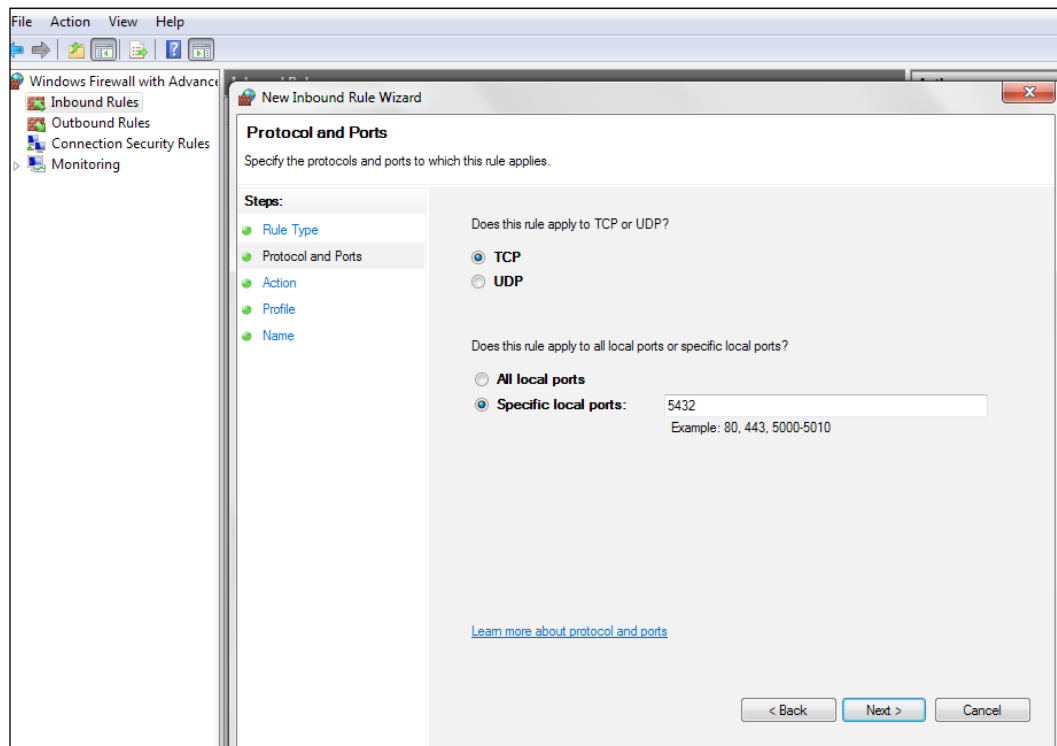 File Action View Help
Windows Firewall with Advance
Inbound Rules
Outbound Rules
Connection Security Rules
Monitoring
New Inbound Rule Wizard
Protocol and Ports
Specify the protocols and ports to which this rule applies.
Steps:
Rule Type
Protocol and Ports
Action
Profile
Name
Does this rule apply to TCP or UDP?
TCP
UDP
Does this rule apply to all local ports or specific local ports?
All local ports
Specific local ports: 5432
Example: 80, 443, 5000-5010
Learn more about protocol and ports
< Back Next > Cancel